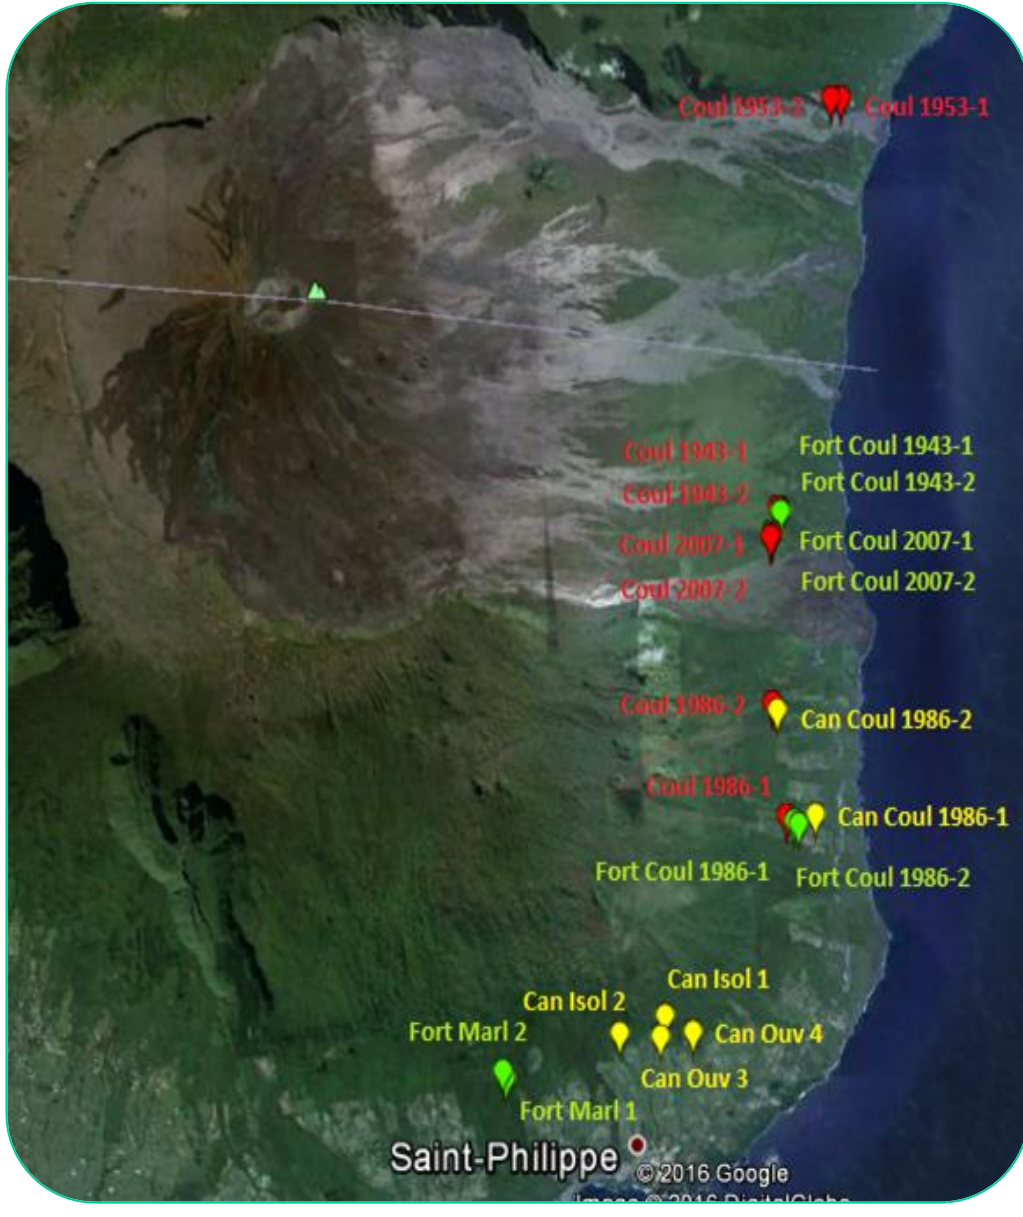 Coul 1953-2
Coul 1953-1
Coul 1943-1
Fort Coul 1943-1
Coul 1943-2
Fort Coul 1943-2
Coul 2007-1
Fort Coul 2007-1
Coul 2007-2
Fort Coul 2007-2
Coul 1986-2
Can Coul 1986-2
Coul 1986-1
Can Coul 1986-1
Fort Coul 1986-1
Fort Coul 1986-2
Can Isol 1
Can Isol 2
Fort Marl 2
Can Ouv 4
Can Ouv 3
Fort Marl 1
Saint-Philippe
© 2016 Google
Image © 2016 DigitalGlobe